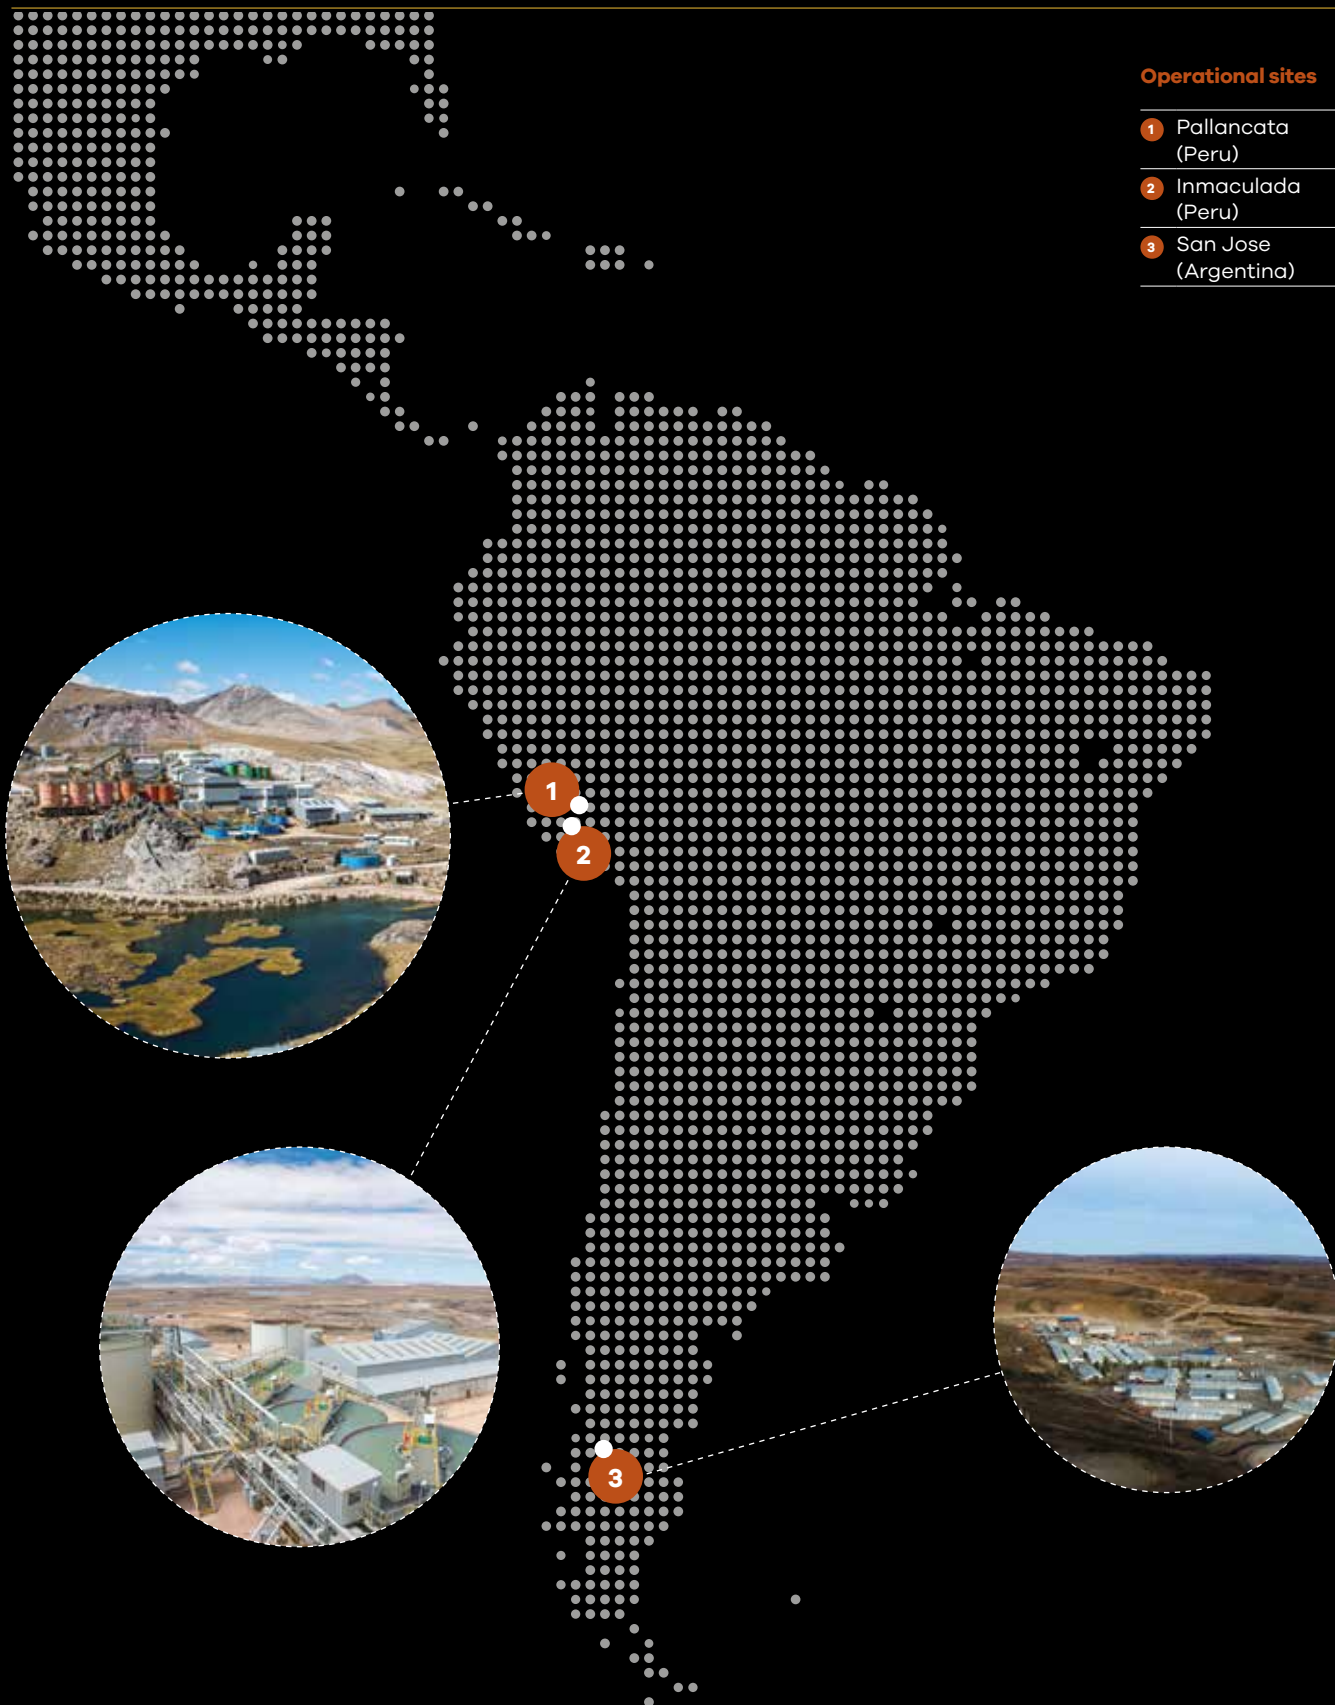 Operational sites
1 Pallancata
(Peru)
2 Inmaculada
(Peru)
3 San Jose
(Argentina)
1
2
3